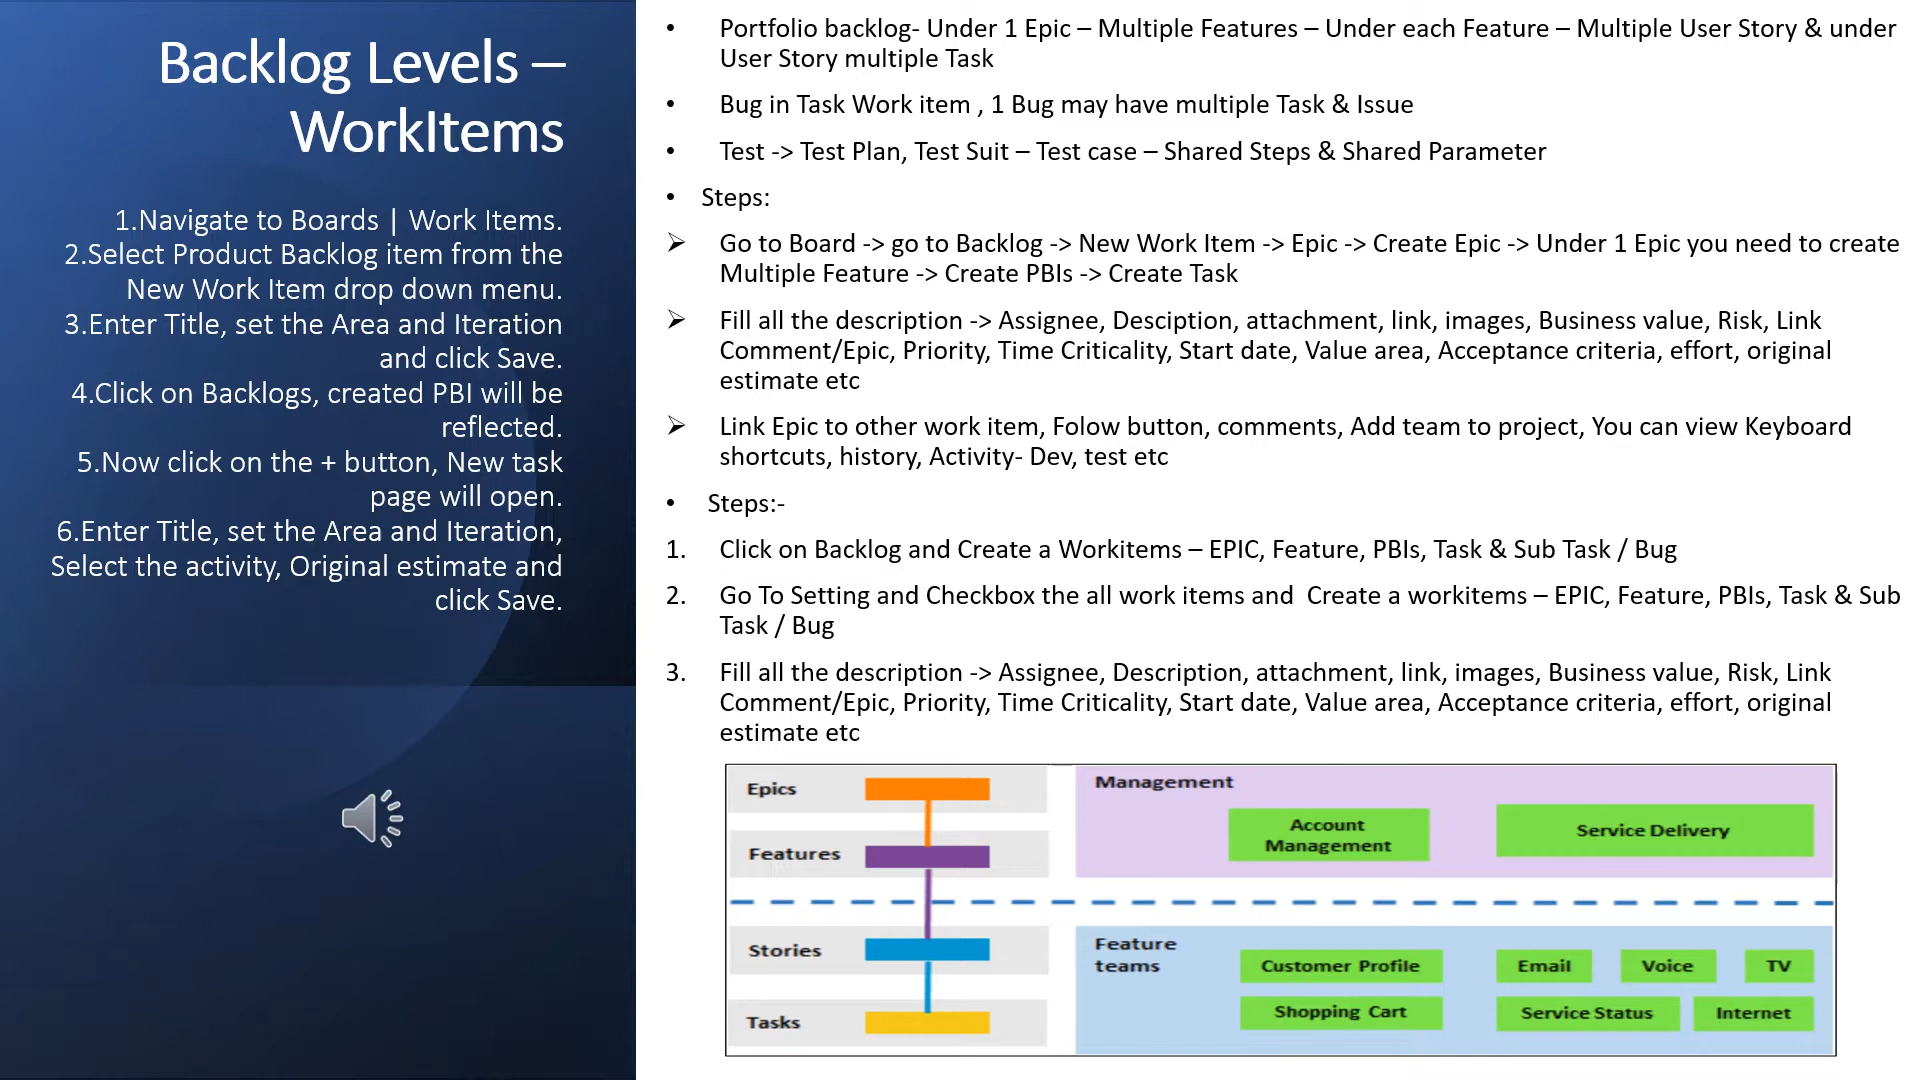 Backlog Levels –
WorkItems
1.Navigate to Boards | Work Items.
2.Select Product Backlog item from the
New Work Item drop down menu.
3.Enter Title, set the Area and Iteration
and click Save.
4.Click on Backlogs, created PBI will be
reflected.
5.Now click on the + button, New task
page will open.
6.Enter Title, set the Area and Iteration,
Select the activity, Original estimate and
click Save.
• Portfolio backlog- Under 1 Epic – Multiple Features – Under each Feature – Multiple User Story & under
User Story multiple Task
• Bug in Task Work item , 1 Bug may have multiple Task & Issue
• Test -> Test Plan, Test Suit – Test case – Shared Steps & Shared Parameter
• Steps:
➢ Go to Board -> go to Backlog -> New Work Item -> Epic -> Create Epic -> Under 1 Epic you need to create
Multiple Feature -> Create PBIs -> Create Task
➢ Fill all the description -> Assignee, Desciption, attachment, link, images, Business value, Risk, Link
Comment/Epic, Priority, Time Criticality, Start date, Value area, Acceptance criteria, effort, original
estimate etc
➢ Link Epic to other work item, Folow button, comments, Add team to project, You can view Keyboard
shortcuts, history, Activity- Dev, test etc
• Steps:-
1. Click on Backlog and Create a Workitems – EPIC, Feature, PBIs, Task & Sub Task / Bug
2. Go To Setting and Checkbox the all work items and  Create a workitems – EPIC, Feature, PBIs, Task & Sub
Task / Bug
3. Fill all the description -> Assignee, Description, attachment, link, images, Business value, Risk, Link
Comment/Epic, Priority, Time Criticality, Start date, Value area, Acceptance criteria, effort, original
estimate etc
Epics
Features
Stories
Tasks
Management
Account
Management
Service Delivery
Feature
teams
Customer Profile
Email
Voice
TV
Shopping Cart
Service Status
Internet